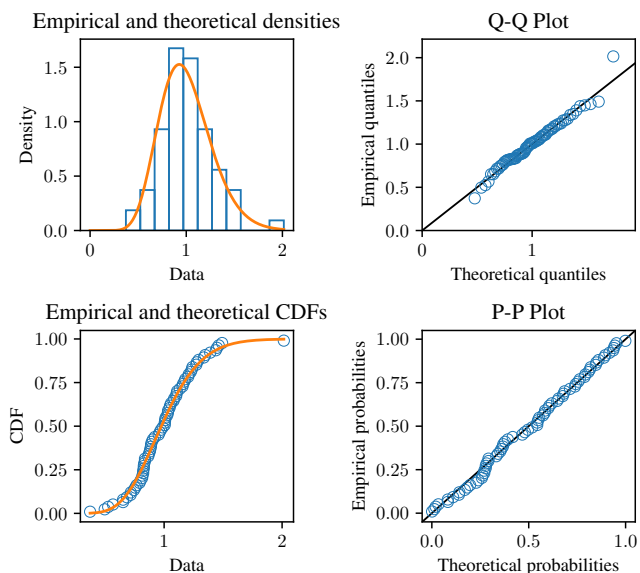 Empirical and theoretical densities
Density
0.0
0.5
1.0
1.5
0
1
2
Data
Q-Q Plot
Empirical quantiles
0.0
0.5
1.0
1.5
2.0
0
1
Theoretical quantiles
Empirical and theoretical CDFs
CDF
0.00
0.25
0.50
0.75
1.00
1
2
Data
P-P Plot
Empirical probabilities
0.00
0.25
0.50
0.75
1.00
0.0
0.5
1.0
Theoretical probabilities